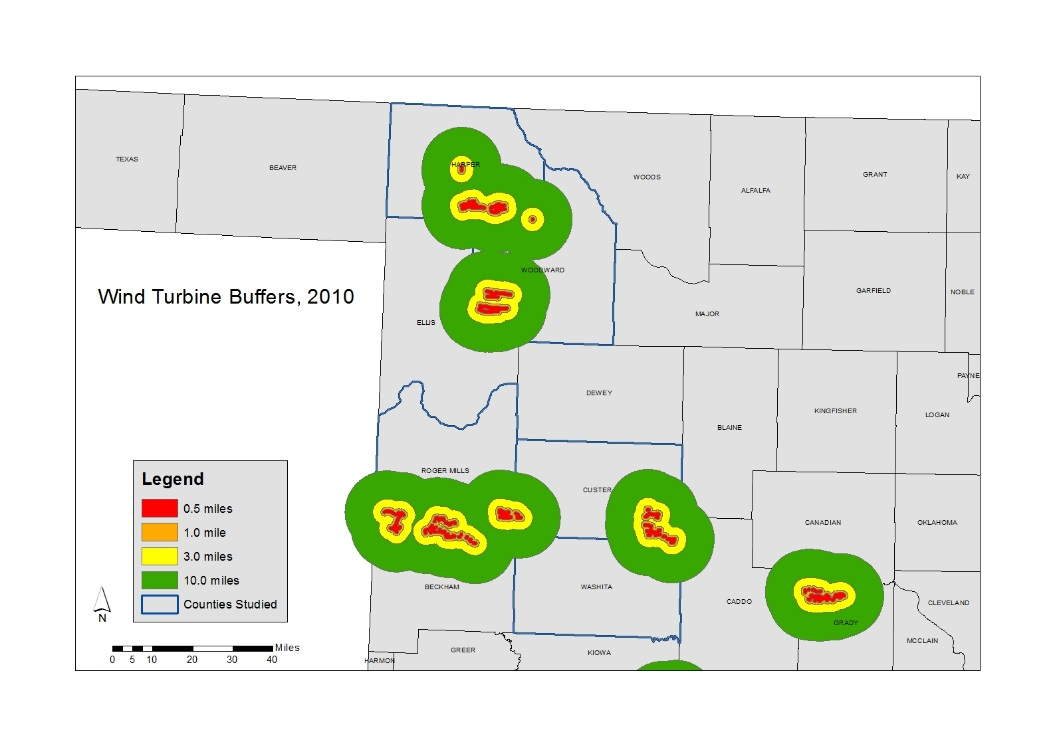 TEXAS
BEAVER
HARPER
WOODS
ALFALFA
GRANT
KAY
WOODWARD
Wind Turbine Buffers, 2010
ELLIS
MAJOR
GARFIELD
NOBLE
DEWEY
BLAINE
KINGFISHER
LOGAN
PAYNE
ROGER MILLS
CUSTER
CANADIAN
OKLAHOMA
BECKHAM
WASHITA
CADDO
GRADY
CLEVELAND
MCCLAIN
HARMON
GREER
KIOWA
Legend
0.5 miles
1.0 mile
3.0 miles
10.0 miles
Counties Studied
N
Miles
0 5 10 20 30 40